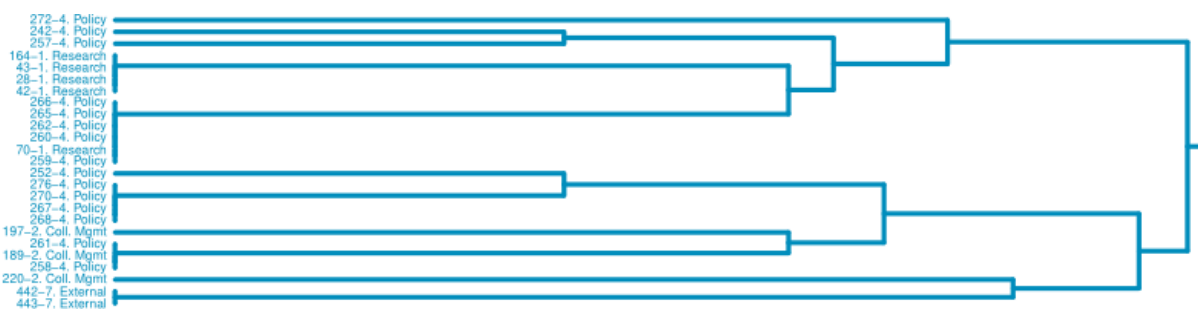 272–4. Policy
242–4. Policy
257–4. Policy
164–1. Research
43–1. Research
28–1. Research
42–1. Research
266–4. Policy
265–4. Policy
262–4. Policy
260–4. Policy
70–1. Research
259–4. Policy
252–4. Policy
276–4. Policy
270–4. Policy
267–4. Policy
268–4. Policy
197–2. Coll. Mgmt
261–4. Policy
189–2. Coll. Mgmt
258–4. Policy
220–2. Coll. Mgmt
442–7. External
443–7. External